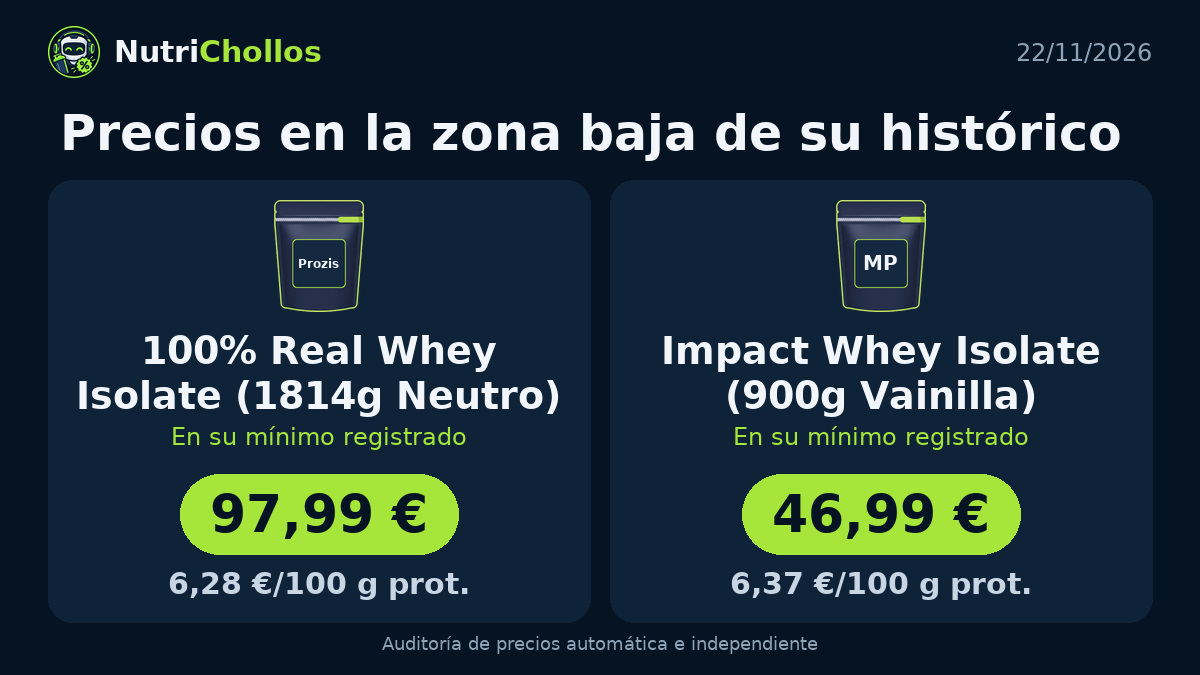 NutriChollos
22/11/2026
Precios en la zona baja de su histórico
Prozis
100% Real Whey
Isolate (1814g Neutro)
En su mínimo registrado
97,99 €
6,28 €/100 g prot.
MP
Impact Whey Isolate
(900g Vainilla)
En su mínimo registrado
46,99 €
6,37 €/100 g prot.
Auditoría de precios automática e independiente